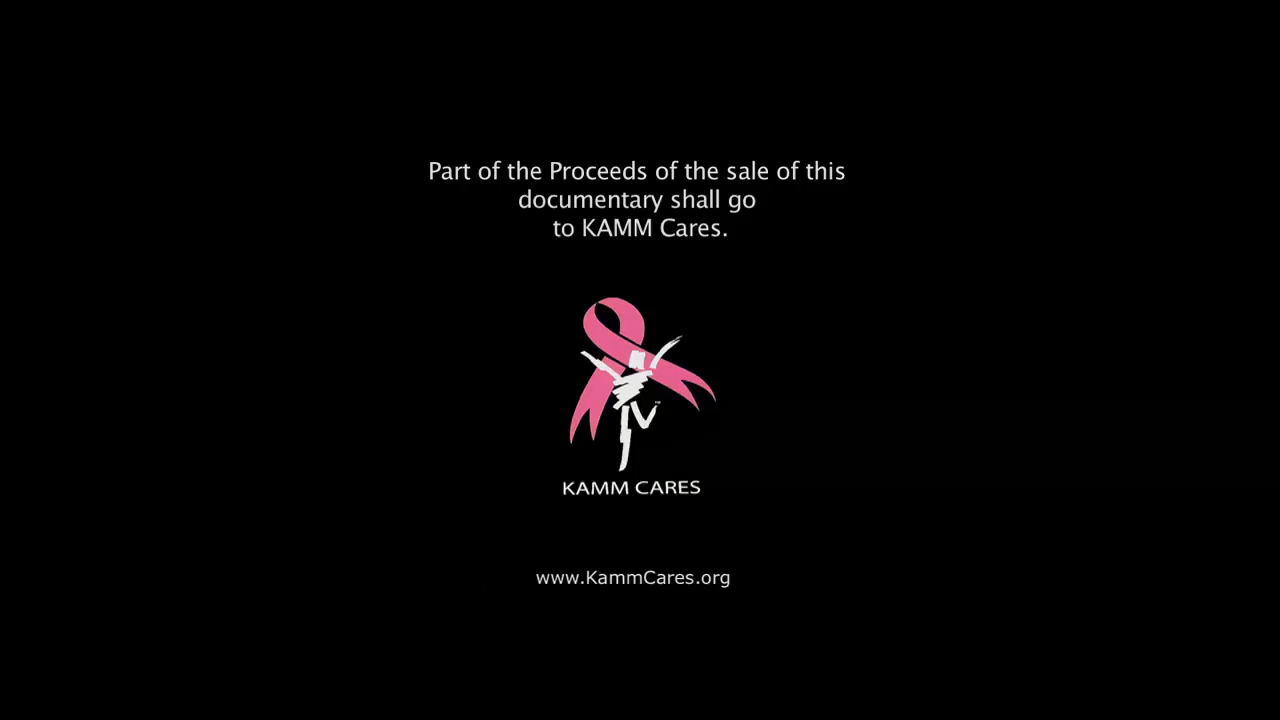 Part of the Proceeds of the sale of this
documentary shall go
to KAMM Cares.
TM
KAMM CARES
www.KammCares.org